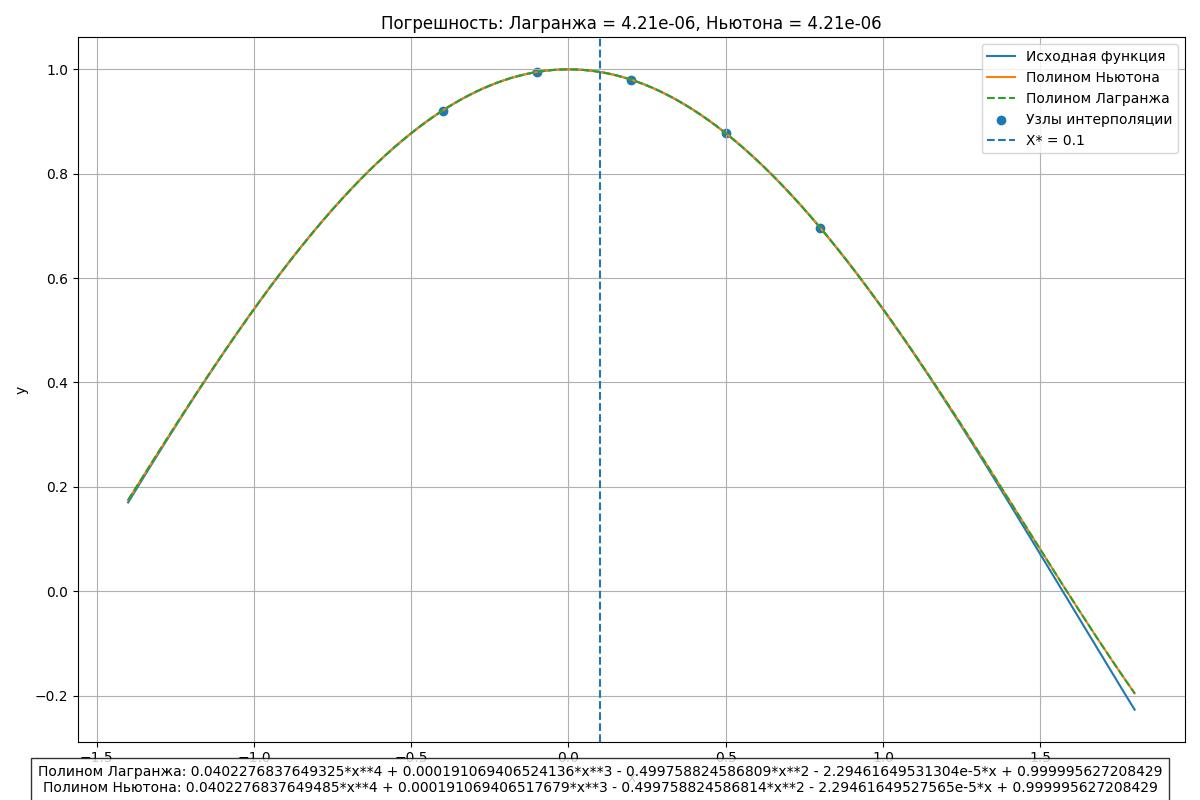 Погрешность: Лагранжа = 4.21e-06, Ньютона = 4.21e-06
Исходная функция
Полином Ньютона
Полином Лагранжа
Узлы интерполяции
X* = 0.1
1.0
0.8
0.6
0.4
0.2
0.0
−0.2
y
−1.5 −1.0 −0.5 0.0 0.5 1.0 1.5
Полином Лагранжа: 0.0402276837649325*x**4 + 0.000191069406524136*x**3 - 0.499758824586809*x**2 - 2.29461649531304e-5*x + 0.999995627208429
Полином Ньютона: 0.0402276837649485*x**4 + 0.000191069406517679*x**3 - 0.499758824586814*x**2 - 2.29461649527565e-5*x + 0.999995627208429